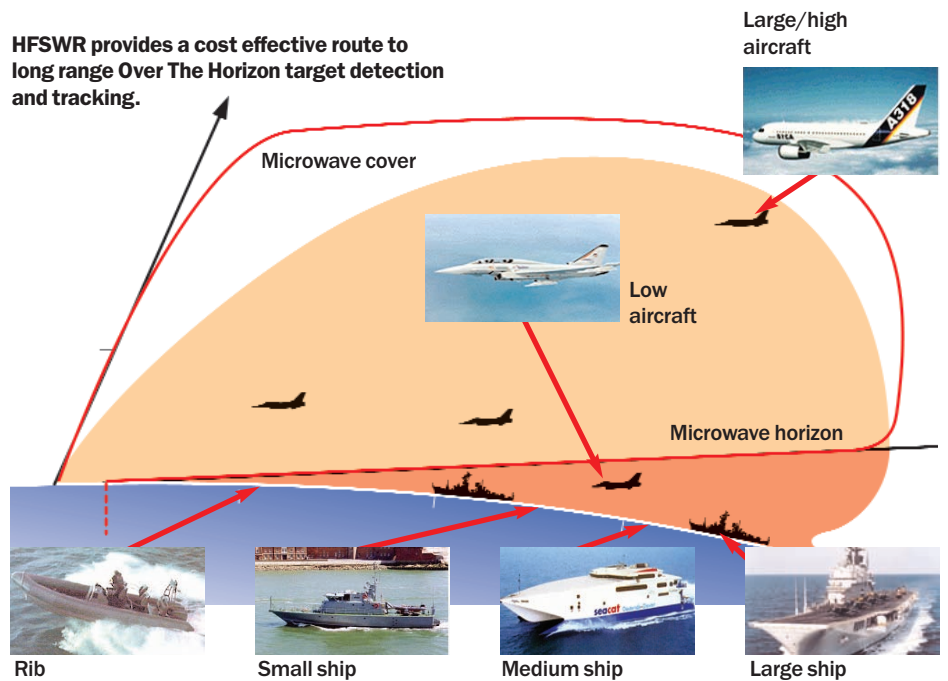 HFSWR provides a cost effective route to
long range Over The Horizon target detection
and tracking.
Large/high
aircraft
A318
Microwave cover
Low
aircraft
Microwave horizon
seacat
Rib
Small ship
Medium ship
Large ship